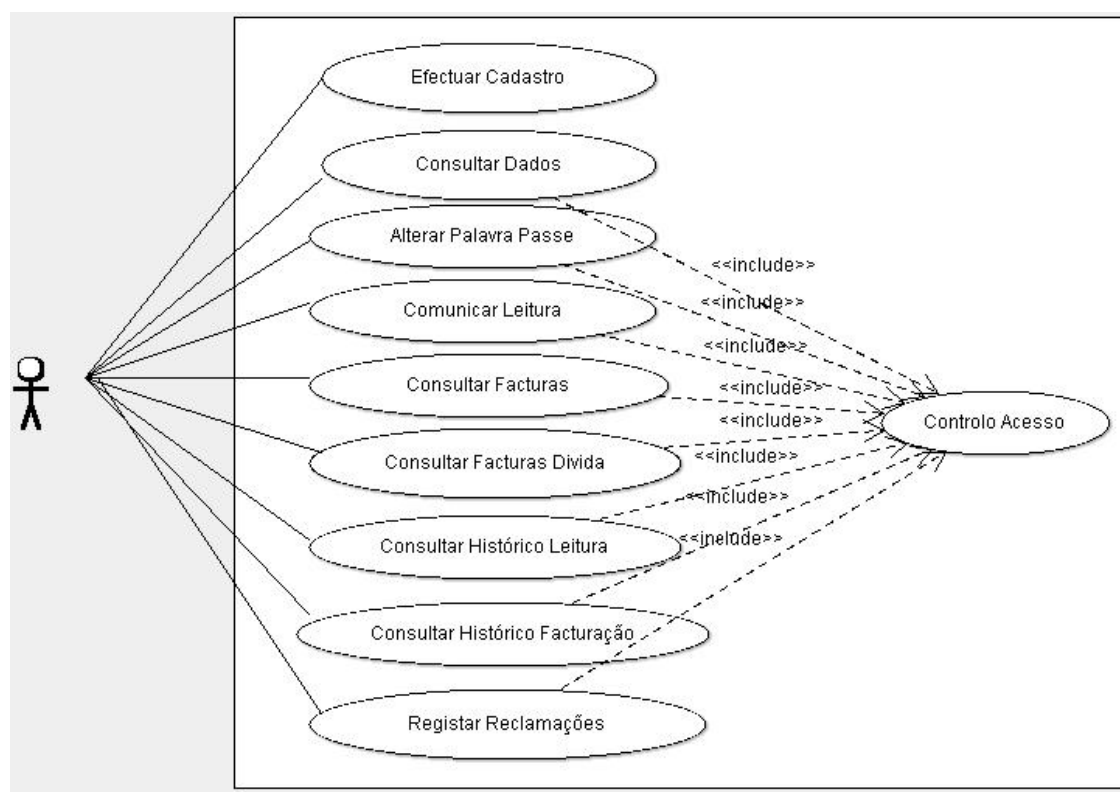 Efectuar Cadastro
Consultar Dados
Alterar Palavra Passe
<<include>>
<<include>>
Comunicar Leitura
<<include>>
Consultar Facturas
<<include>>
Controlo Acesso
<<include>>
Consultar Facturas Divida
<<include>>
<<include>>
Consultar Histórico Leitura
<<include>>
Consultar Histórico Facturação
Registar Reclamações